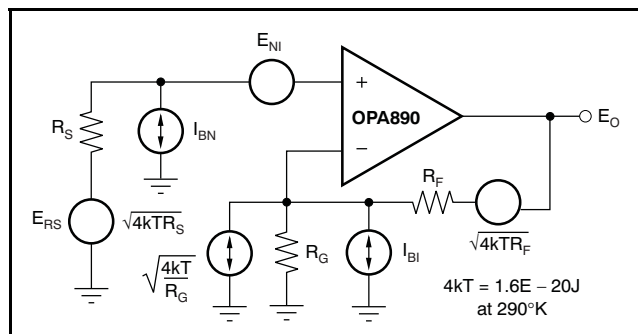 E_NI
+
OPA890
−
E_O
R_S
I_BN
E_RS
√4kTR_S
√4kT/R_G
R_G
I_BI
R_F
√4kTR_F
4kT = 1.6E − 20J
at 290°K